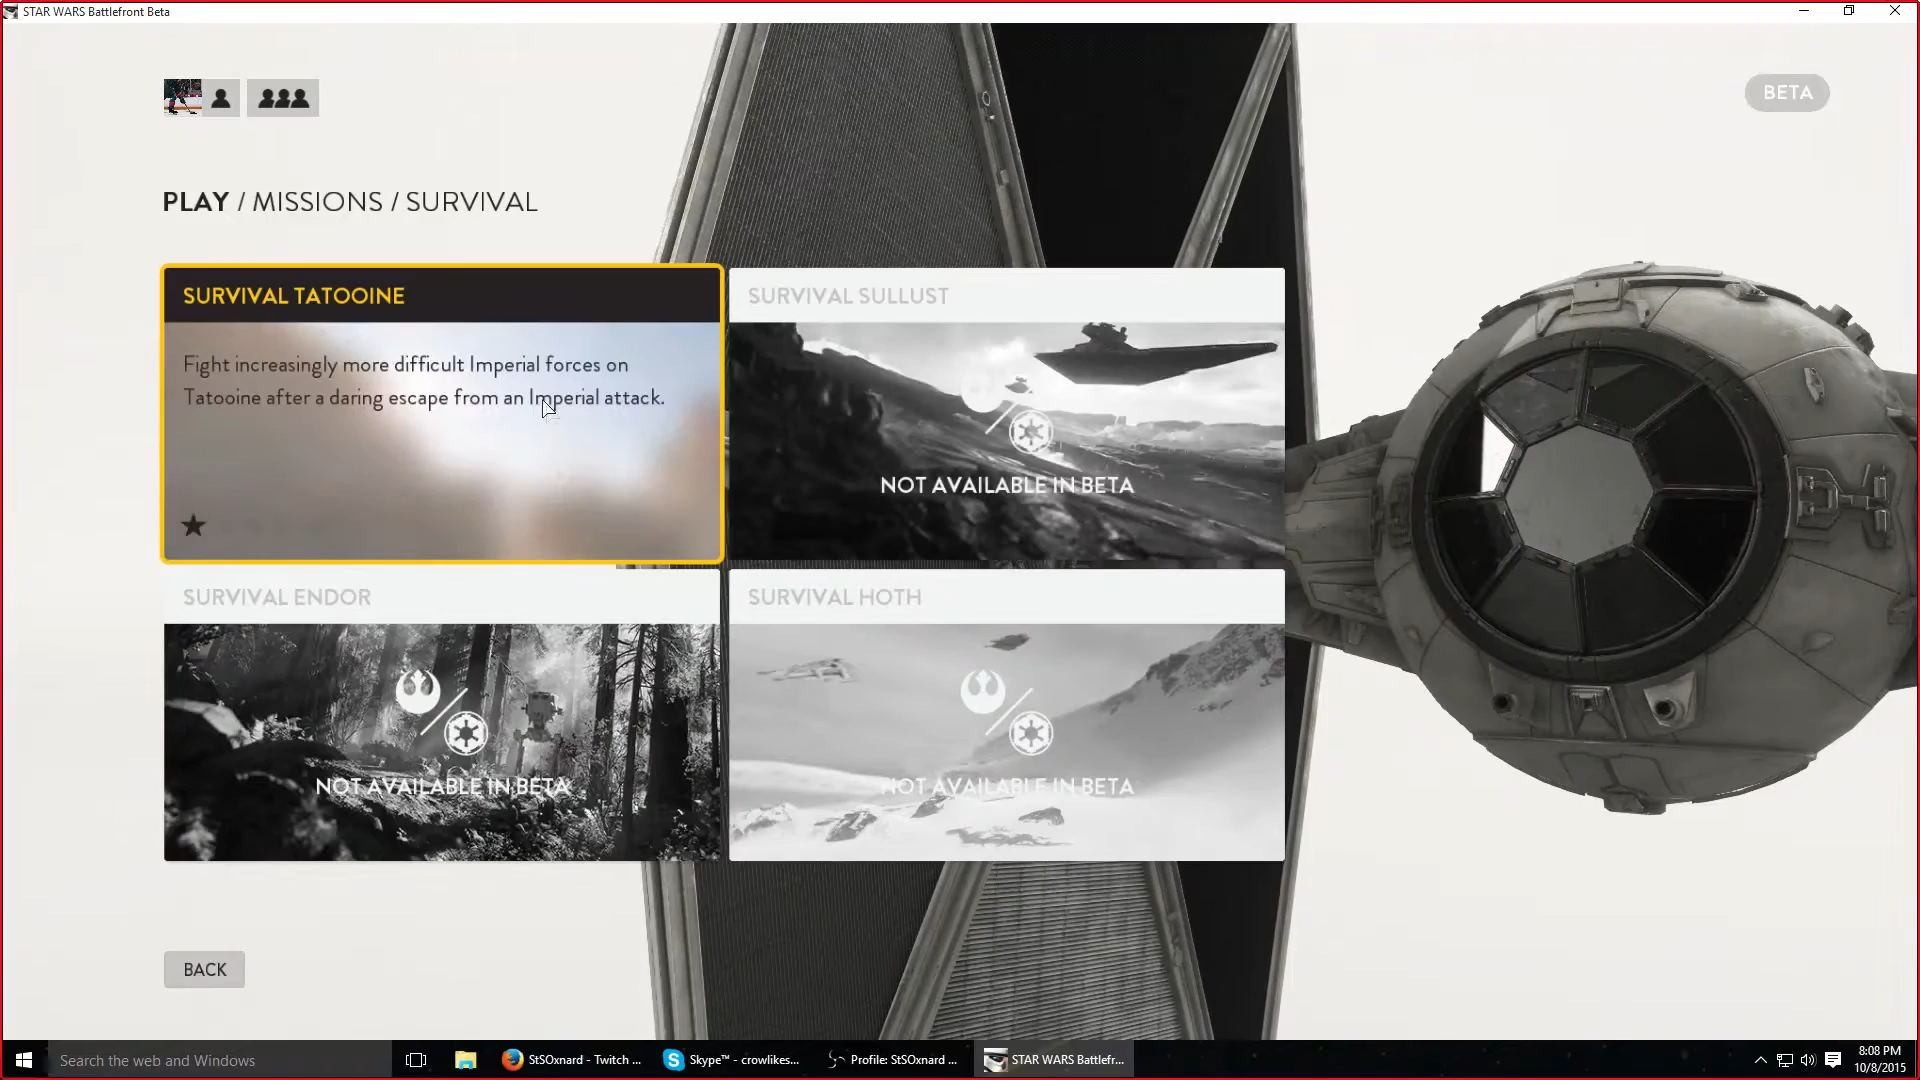 STAR WARS Battlefront Beta
BETA
PLAY / MISSIONS / SURVIVAL
SURVIVAL TATOOINE
Fight increasingly more difficult Imperial forces on
Tatooine after a daring escape from an Imperial attack.
SURVIVAL SULLUST
NOT AVAILABLE IN BETA
SURVIVAL ENDOR
NOT AVAILABLE IN BETA
SURVIVAL HOTH
NOT AVAILABLE IN BETA
BACK
Search the web and Windows
StSOxnard - Twitch ...
Skype™ - crowlikes...
Profile: StSOxnard ...
STAR WARS Battlefr...
8:08 PM
10/8/2015